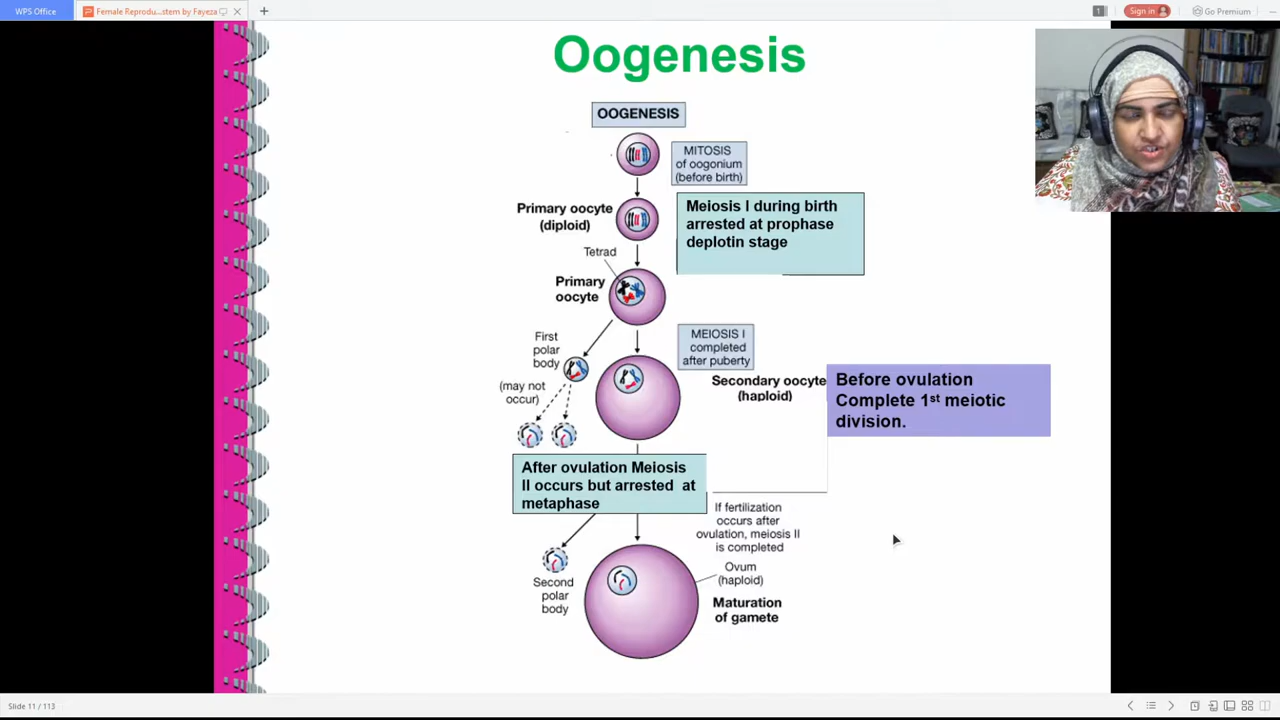 WPS Office
Female Reprodu...stem by Fayeza
1
Sign in
Go Premium
Oogenesis
OOGENESIS
MITOSIS
of oogonium
(before birth)
Primary oocyte
(diploid)
Meiosis I during birth
arrested at prophase
deplotin stage
Tetrad
Primary
oocyte
First
polar
body
(may not
occur)
MEIOSIS I
completed
after puberty
Secondary oocyte
(haploid)
Before ovulation
Complete 1st meiotic
division.
After ovulation Meiosis
II occurs but arrested at
metaphase
If fertilization
occurs after
ovulation, meiosis II
is completed
Second
polar
body
Ovum
(haploid)
Maturation
of gamete
Slide 11 / 113